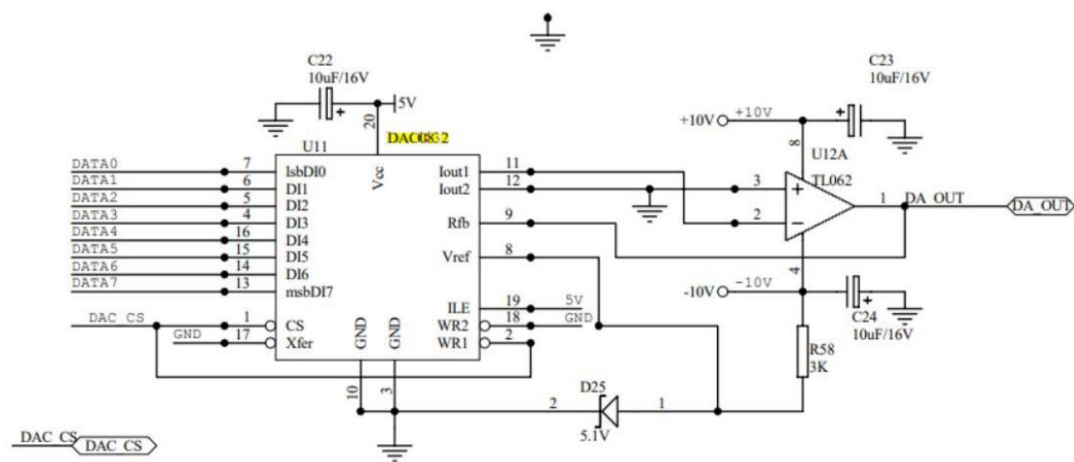 C22
10uF/16V
5V
20
DAC0832
U11
Vcc
DATA0
7
lsbDI0
DATA1
6
DI1
DATA2
5
DI2
DATA3
4
DI3
DATA4
16
DI4
DATA5
15
DI5
DATA6
14
DI6
DATA7
13
msbDI7
DAC CS
1
CS
GND
17
Xfer
Iout1
11
Iout2
12
Rfb
9
Vref
8
ILE
19
5V
WR2
18
GND
WR1
2
GND
GND
10
3
C23
10uF/16V
+10V
+10V
8
U12A
TL062
3
+
2
−
1
DA OUT
DA_OUT
4
-10V
-10V
C24
10uF/16V
R58
3K
D25
2
1
5.1V
DAC CS
DAC CS